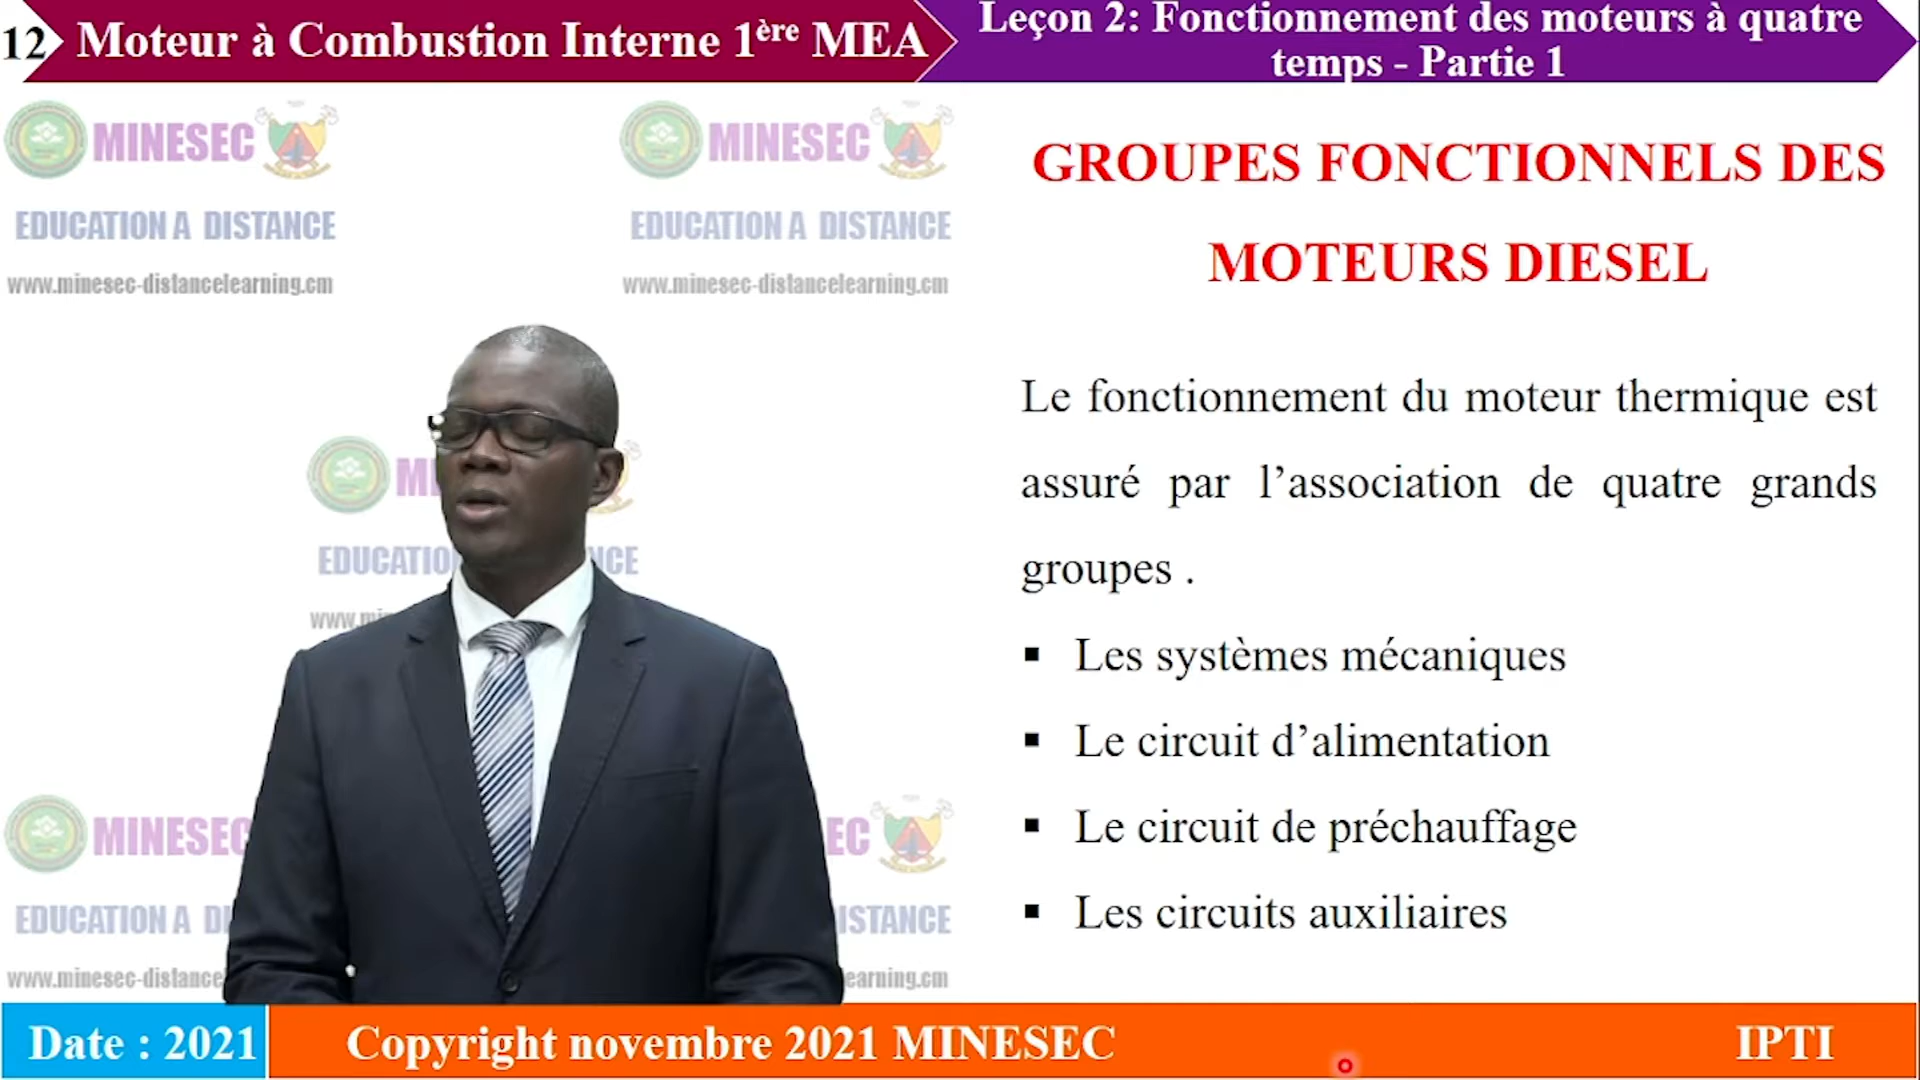 12
Moteur à Combustion Interne 1ère MEA
Leçon 2: Fonctionnement des moteurs à quatre
temps - Partie 1
MINESEC
EDUCATION A DISTANCE
www.minesec-distancelearning.cm
MINESEC
EDUCATION A DISTANCE
www.minesec-distancelearning.cm
GROUPES FONCTIONNELS DES
MOTEURS DIESEL
Le fonctionnement du moteur thermique est
assuré par l’association de quatre grands
groupes .
▪ Les systèmes mécaniques
▪ Le circuit d’alimentation
▪ Le circuit de préchauffage
▪ Les circuits auxiliaires
MINESEC
EDUCATION A
Date : 2021
Copyright novembre 2021 MINESEC
IPTI